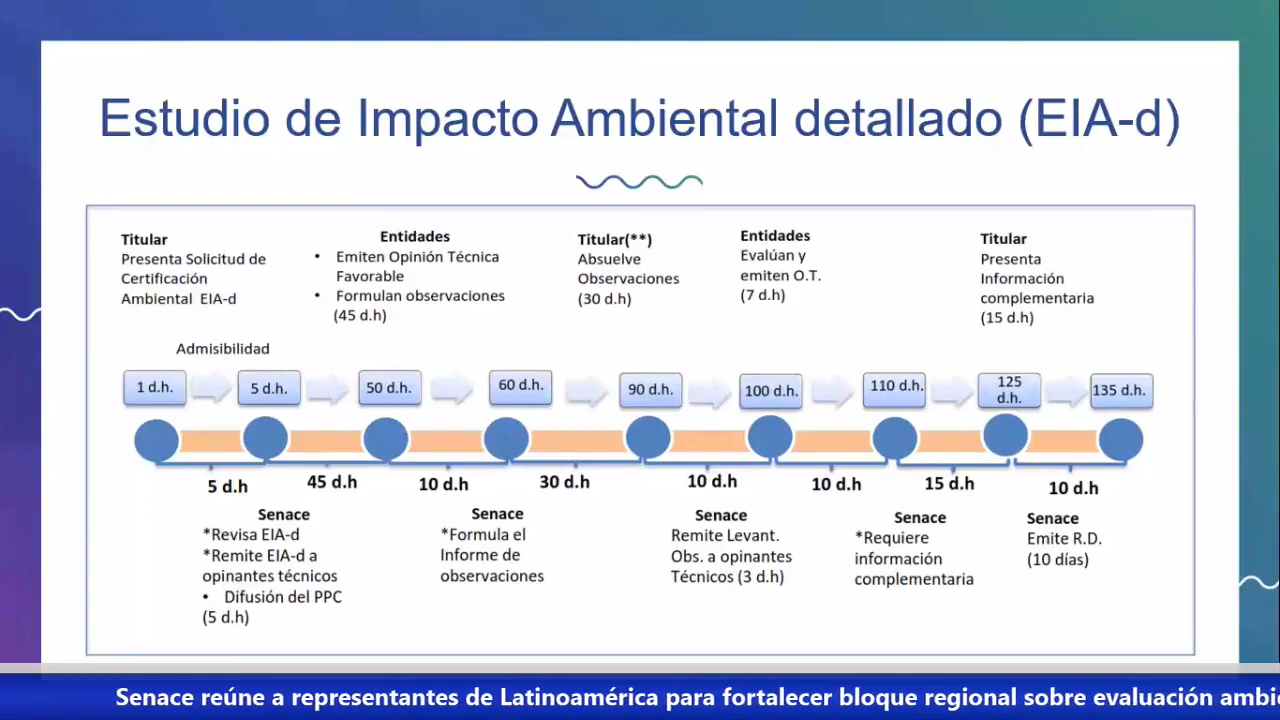 Estudio de Impacto Ambiental detallado (EIA-d)
Titular
Presenta Solicitud de
Certificación
Ambiental EIA-d
Entidades
• Emiten Opinión Técnica
Favorable
• Formulan observaciones
(45 d.h)
Titular(**)
Absuelve
Observaciones
(30 d.h)
Entidades
Evalúan y
emiten O.T.
(7 d.h)
Titular
Presenta
Información
complementaria
(15 d.h)
Admisibilidad
1 d.h.
5 d.h.
50 d.h.
60 d.h.
90 d.h.
100 d.h.
110 d.h.
125
d.h.
135 d.h.
5 d.h
45 d.h
10 d.h
30 d.h
10 d.h
10 d.h
15 d.h
10 d.h
Senace
*Revisa EIA-d
*Remite EIA-d a
opinantes técnicos
• Difusión del PPC
(5 d.h)
Senace
*Formula el
Informe de
observaciones
Senace
Remite Levant.
Obs. a opinantes
Técnicos (3 d.h)
Senace
*Requiere
información
complementaria
Senace
Emite R.D.
(10 días)
Senace reúne a representantes de Latinoamérica para fortalecer bloque regional sobre evaluación ambi